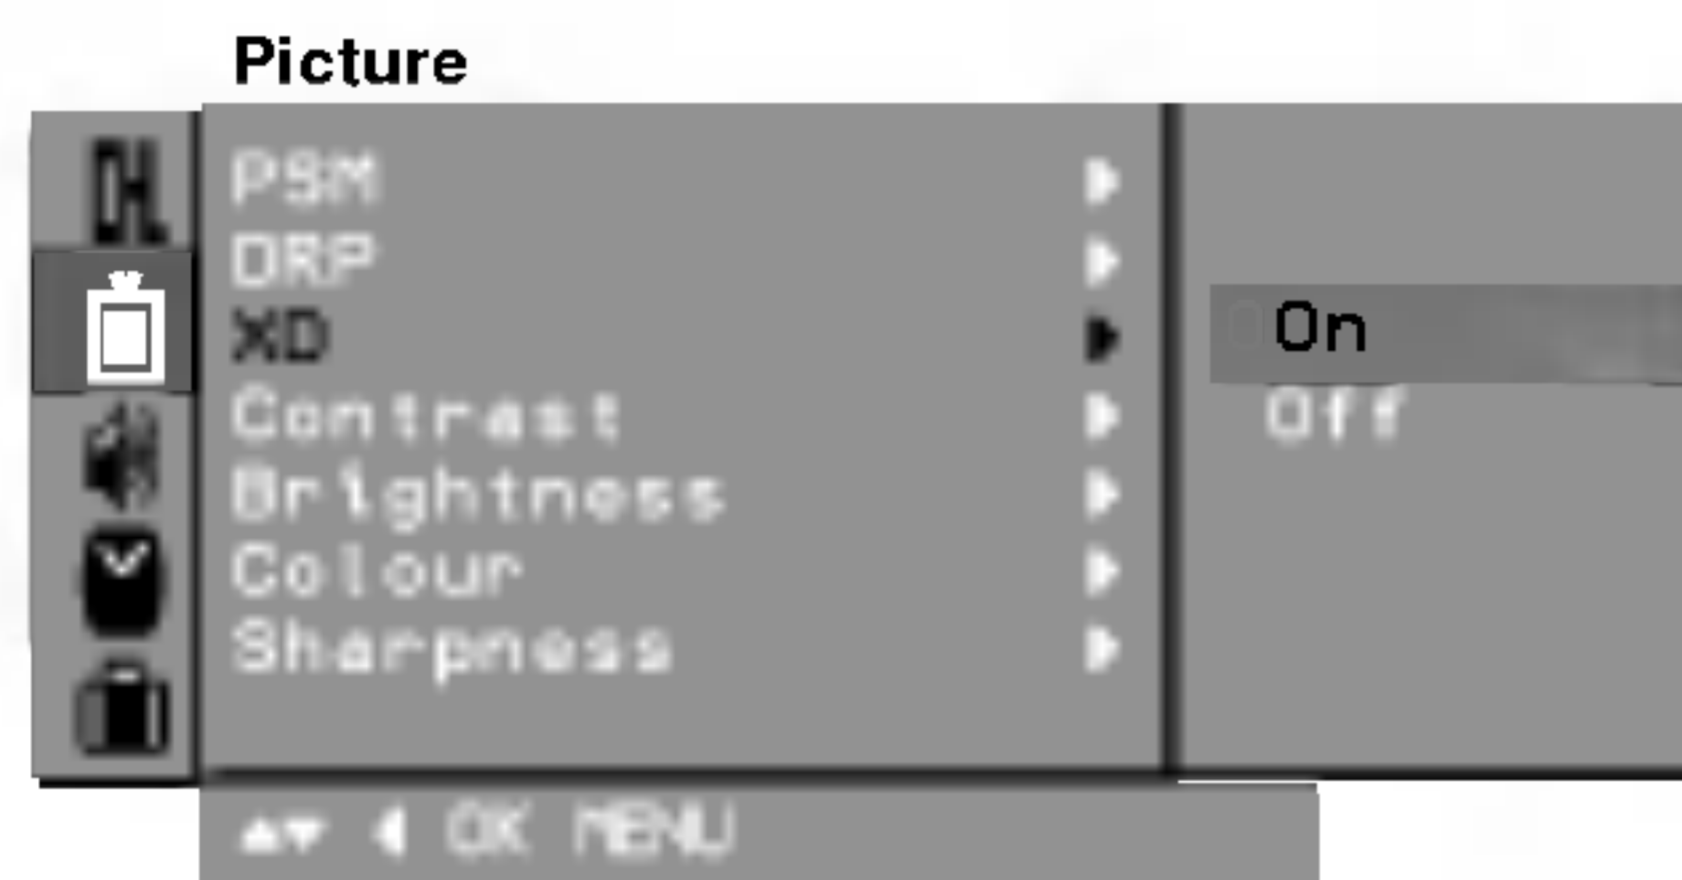 Picture
PSM
DRP
XD
Contrast
Brightness
Colour
Sharpness
On
Off
OK MENU